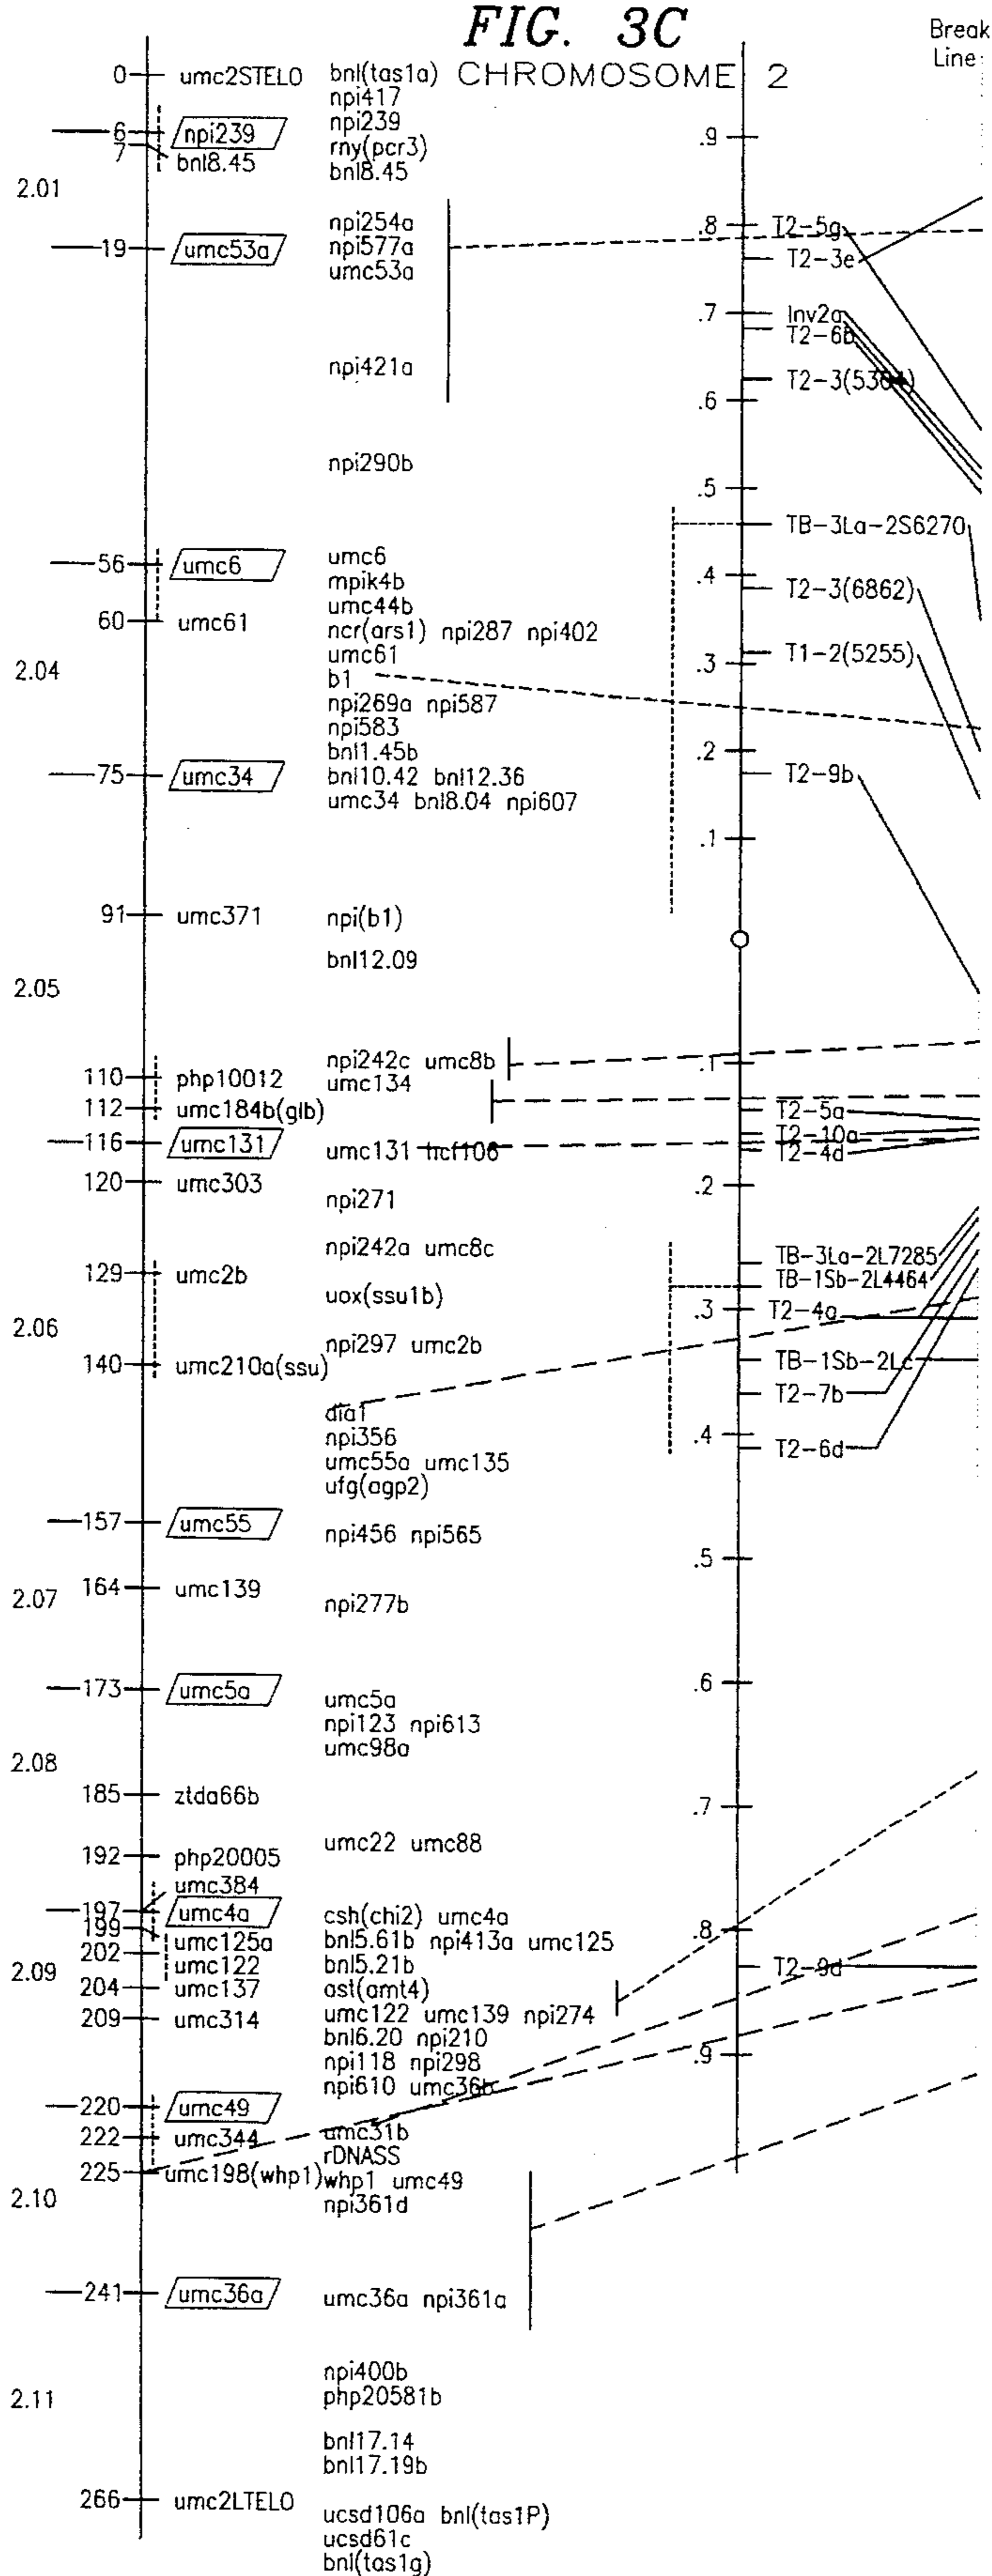 FIG. 3C
CHROMOSOME 2
Break
Line
0 umc2STELO
6 npi239
7 bnl8.45
2.01
19 umc53a
56 umc6
60 umc61
2.04
75 umc34
91 umc371
2.05
110 php10012
112 umc184b(glb)
116 umc131
120 umc303
129 umc2b
2.06
140 umc210a(ssu)
157 umc55
2.07
164 umc139
173 umc5a
2.08
185 ztda66b
192 php20005
umc384
197 umc4a
199 umc125a
202 umc122
2.09
204 umc137
209 umc314
220 umc49
222 umc344
225 umc198(whp1)
2.10
241 umc36a
2.11
266 umc2LTELO
bnl(tas1a)
npi417
npi239
rny(pcr3)
bnl8.45
npi254a
npi577a
umc53a
npi421a
npi290b
umc6
mpik4b
umc44b
ncr(ars1) npi287 npi402
umc61
b1
npi269a npi587
npi583
bnl1.45b
bnl10.42 bnl12.36
umc34 bnl8.04 npi607
npi(b1)
bnl12.09
npi242c umc8b
umc134
umc131 hcf106
npi271
npi242a umc8c
uox(ssu1b)
npi297 umc2b
dia1
npi356
umc55a umc135
ufg(agp2)
npi456 npi565
npi277b
umc5a
npi123 npi613
umc98a
umc22 umc88
csh(chi2) umc4a
bnl5.61b npi413a umc125
bnl5.21b
ast(amt4)
umc122 umc139 npi274
bnl6.20 npi210
npi118 npi298
npi610 umc36b
umc31b
rDNASS
whp1 umc49
npi361d
umc36a npi361a
npi400b
php20581b
bnl17.14
bnl17.19b
ucsd106a bnl(tas1P)
ucsd61c
bnl(tas1g)
.9
.8 T2-5g
T2-3e
.7 Inv2a
T2-6b
T2-3(5304)
.6
.5
TB-3La-2S6270
.4
T2-3(6862)
T1-2(5255)
.3
.2
T2-9b
.1
.1
T2-5a
T2-10a
T2-4d
.2
TB-3La-2L7285
TB-1Sb-2L4464
.3 T2-4a
TB-1Sb-2Lc
T2-7b
.4
T2-6d
.5
.6
.7
.8
T2-9d
.9